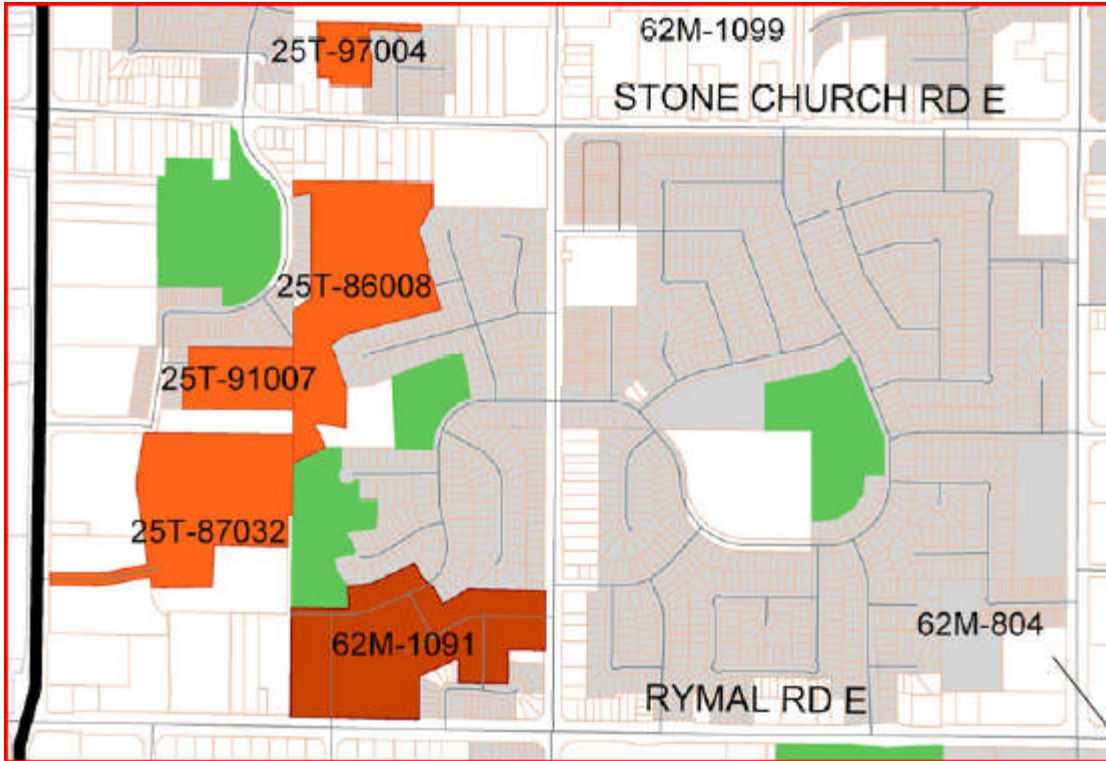 62M-1099
25T-97004
STONE CHURCH RD E
25T-86008
25T-91007
25T-87032
62M-804
62M-1091
RYMAL RD E